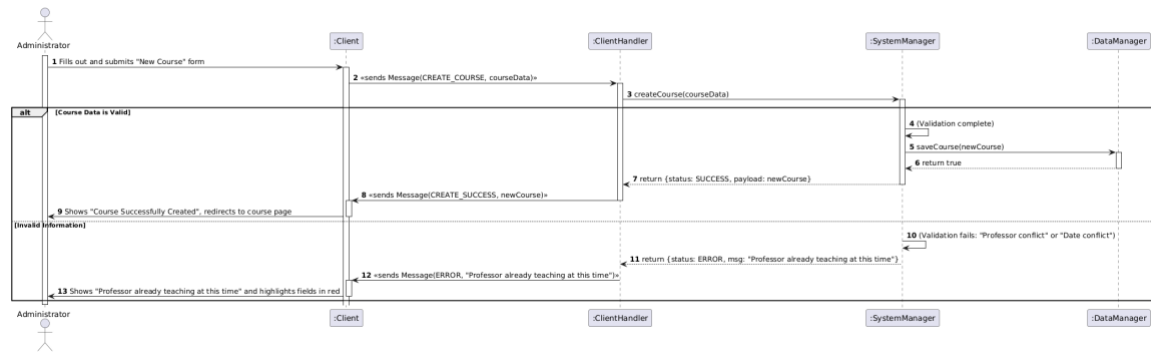 Administrator
:Client
:ClientHandler
:SystemManager
:DataManager
1 Fills out and submits "New Course" form
2 «sends Message(CREATE_COURSE, courseData)»
3 createCourse(courseData)
alt [Course Data is Valid]
4 (Validation complete)
5 saveCourse(newCourse)
6 return true
7 return {status: SUCCESS, payload: newCourse}
8 «sends Message(CREATE_SUCCESS, newCourse)»
9 Shows "Course Successfully Created", redirects to course page
[Invalid Information]
10 (Validation fails: "Professor conflict" or "Date conflict")
11 return {status: ERROR, msg: "Professor already teaching at this time"}
12 «sends Message(ERROR, "Professor already teaching at this time")»
13 Shows "Professor already teaching at this time" and highlights fields in red
Administrator
:Client
:ClientHandler
:SystemManager
:DataManager